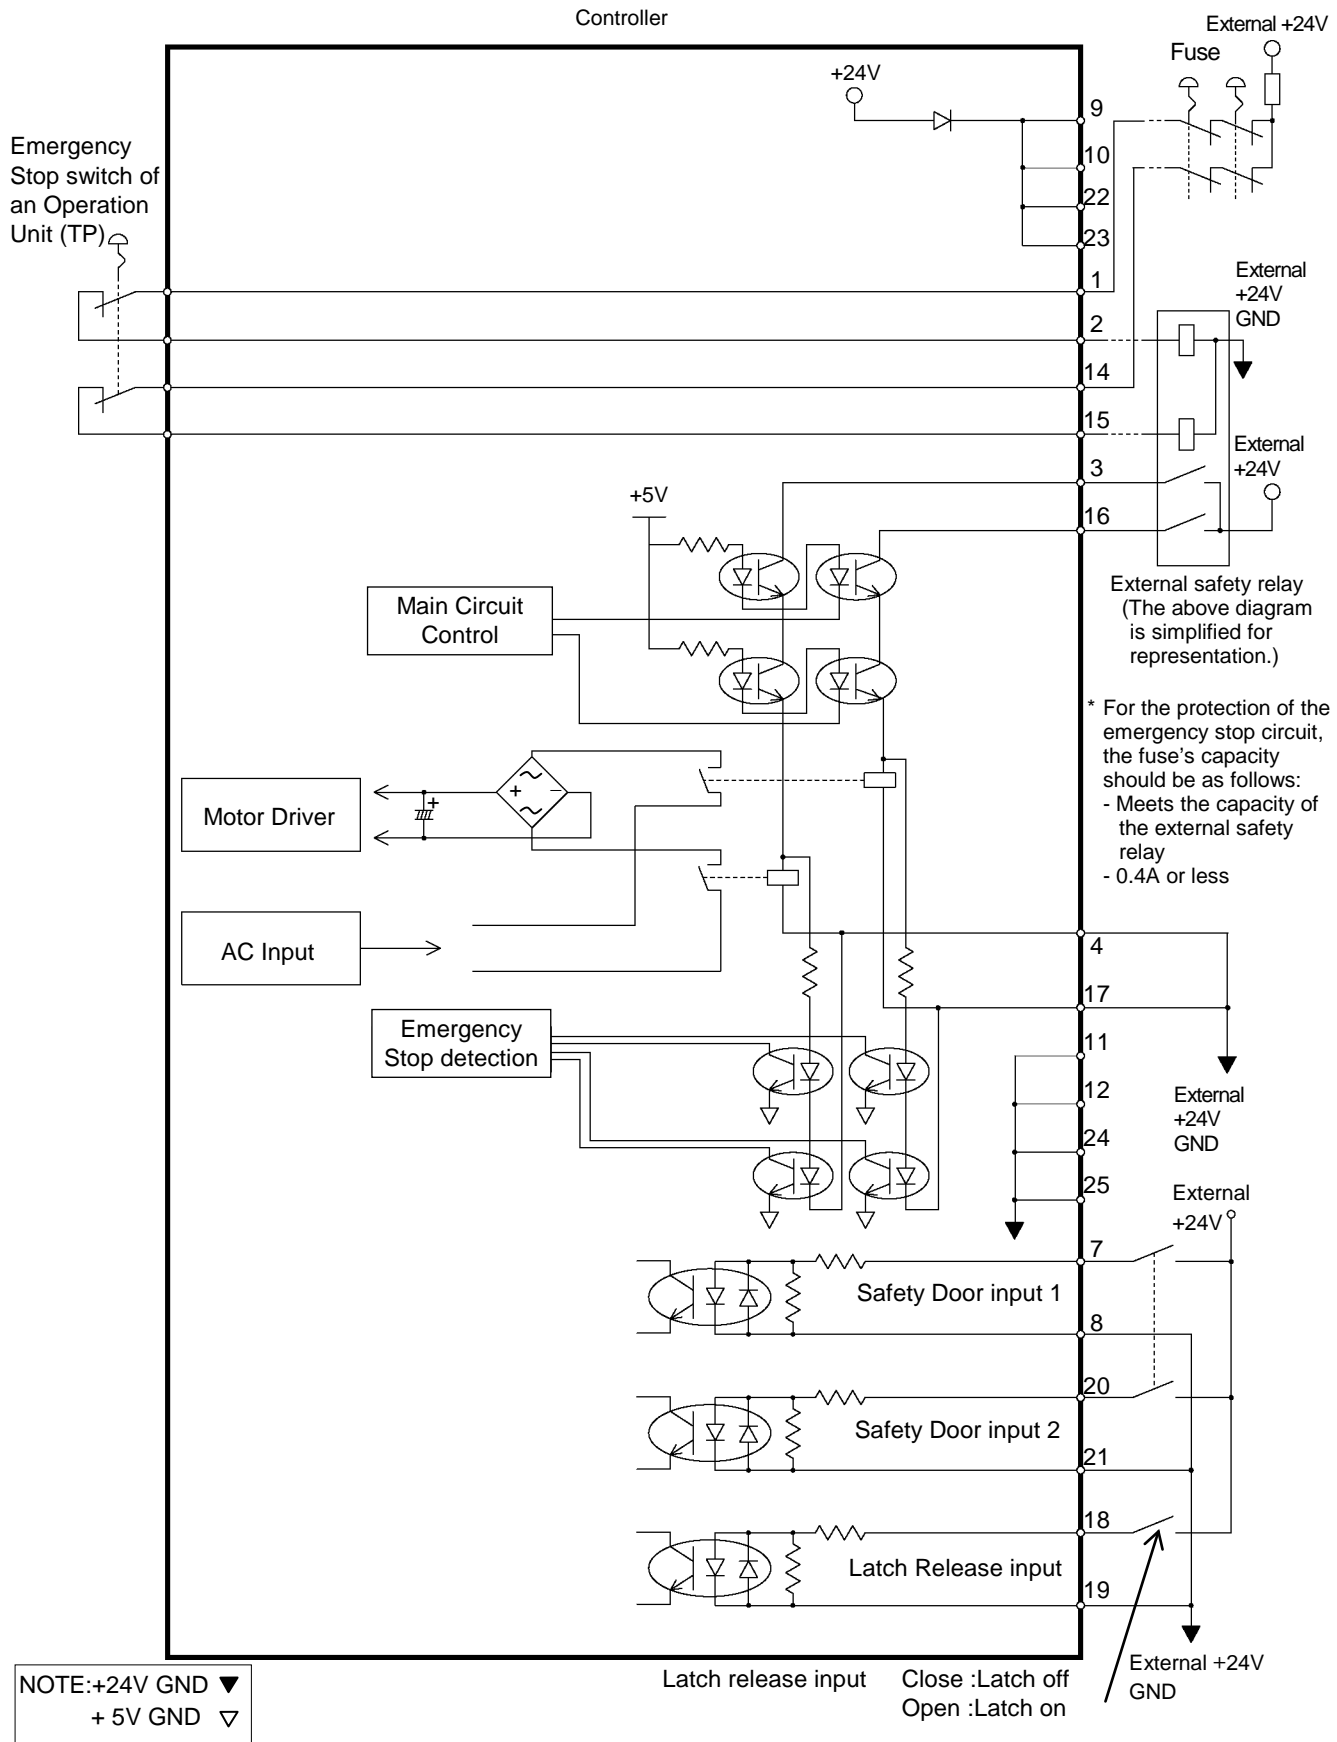 Controller
External +24V
Fuse
+24V
9
10
22
23
Emergency
Stop switch of
an Operation
Unit (TP)
1
2
14
15
3
16
External
+24V
GND
External
+24V
+5V
Main Circuit
Control
External safety relay
(The above diagram
is simplified for
representation.)
* For the protection of the
emergency stop circuit,
the fuse's capacity
should be as follows:
- Meets the capacity of
the external safety
relay
- 0.4A or less
Motor Driver
+
−
+
AC Input
4
17
11
12
24
25
Emergency
Stop detection
External
+24V
GND
External
+24V
7
Safety Door input 1
8
20
Safety Door input 2
21
18
Latch Release input
19
External +24V
GND
Latch release input Close :Latch off
Open :Latch on
NOTE:+24V GND ▼
+ 5V GND ▽